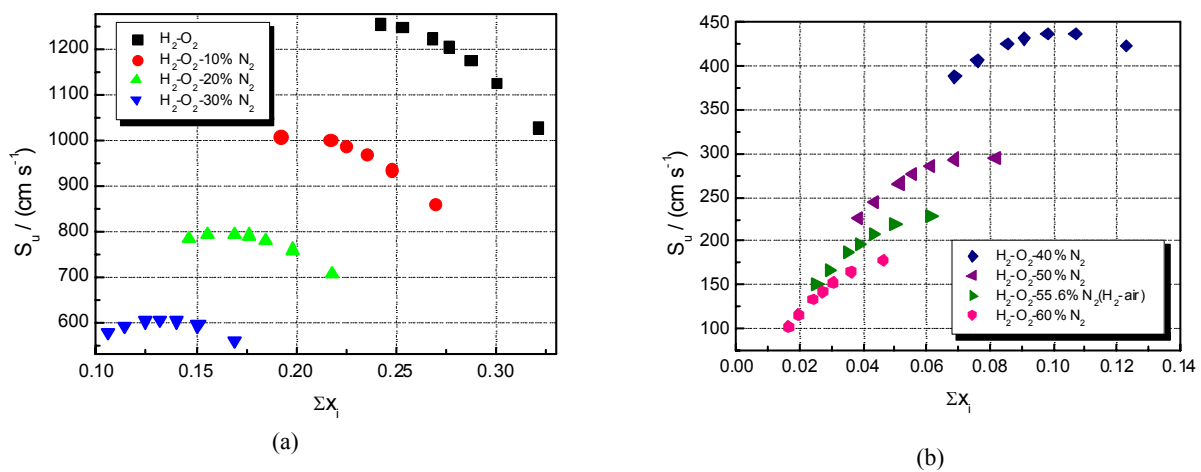 H2-O2
H2-O2-10% N2
H2-O2-20% N2
H2-O2-30% N2
1200
1100
1000
900
800
700
600
0.10
0.15
0.20
0.25
0.30
Su / (cm s-1)
Σxi
(a)
450
400
350
300
250
200
150
100
0.00
0.02
0.04
0.06
0.08
0.10
0.12
0.14
Su / (cm s-1)
Σxi
H2-O2-40% N2
H2-O2-50% N2
H2-O2-55.6% N2(H2-air)
H2-O2-60% N2
(b)